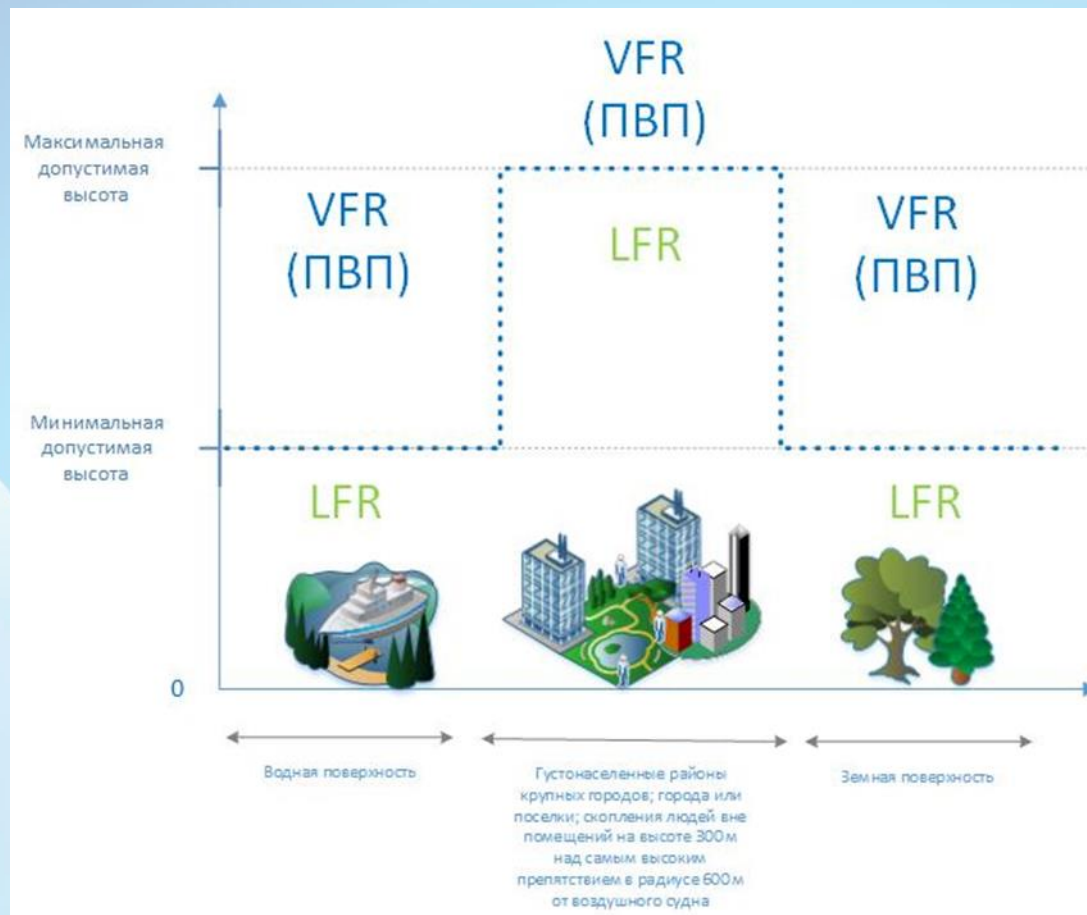 VFR
(ПВП)
Максимальная
допустимая
высота
VFR
(ПВП)
LFR
VFR
(ПВП)
Минимальная
допустимая
высота
LFR
LFR
0
Водная поверхность
Густонаселенные районы
крупных городов; города или
поселки; скопления людей вне
помещений на высоте 300м
над самым высоким
препятствием в радиусе 600м
от воздушного судна
Земная поверхность